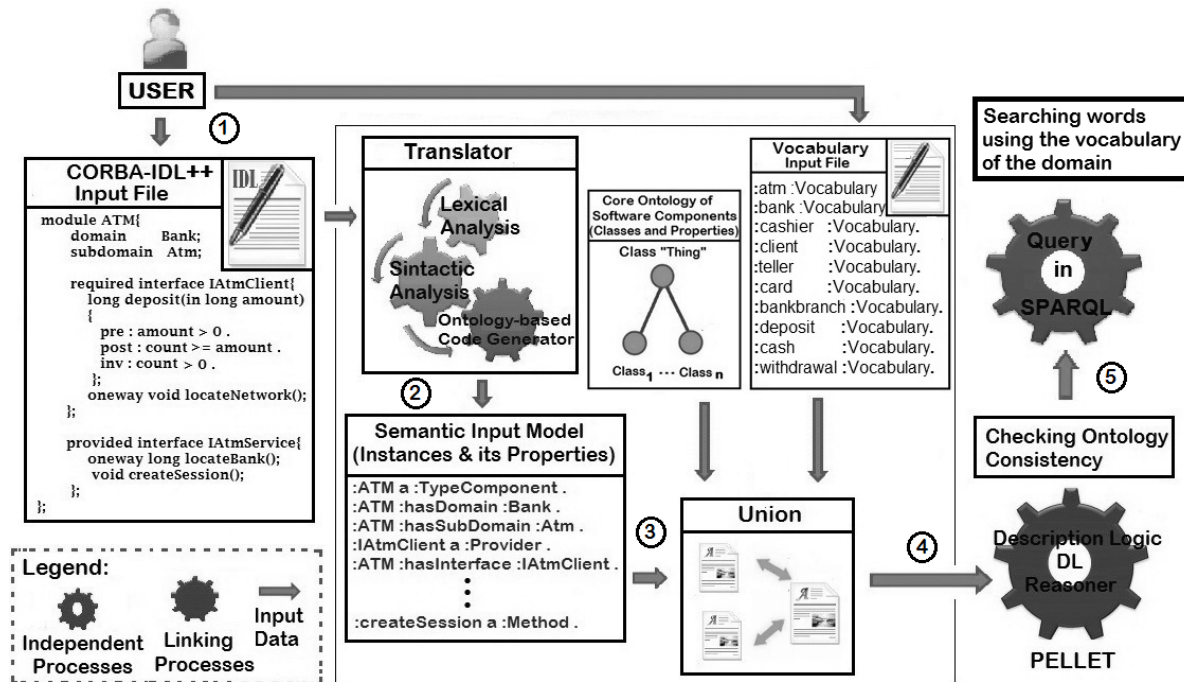 USER
1
CORBA-IDL++
Input File
IDL
module ATM{
domain Bank;
subdomain Atm;
required interface IAtmClient{
long deposit(in long amount)
{
pre : amount > 0 .
post : count >= amount .
inv : count > 0 .
};
oneway void locateNetwork();
};
provided interface IAtmService{
oneway long locateBank();
void createSession();
};
};
Legend:
Independent
Processes
Linking
Processes
Input
Data
Translator
Lexical
Analysis
Sintactic
Analysis
Ontology-based
Code Generator
2
Semantic Input Model
(Instances & its Properties)
:ATM a :TypeComponent .
:ATM :hasDomain :Bank .
:ATM :hasSubDomain :Atm .
:IAtmClient a :Provider .
:ATM :hasInterface :IAtmClient .
:createSession a :Method .
Core Ontology of
Software Components
(Classes and Properties)
Class "Thing"
Class1 ... Class n
Vocabulary
Input File
:atm :Vocabulary
:bank :Vocabulary
:cashier :Vocabulary.
:client :Vocabulary.
:teller :Vocabulary.
:card :Vocabulary.
:bankbranch :Vocabulary.
:deposit :Vocabulary.
:cash :Vocabulary.
:withdrawal :Vocabulary.
3
Union
A
A
A
4
Searching words
using the vocabulary
of the domain
Query
in
SPARQL
5
Checking Ontology
Consistency
Description Logic
DL
Reasoner
PELLET